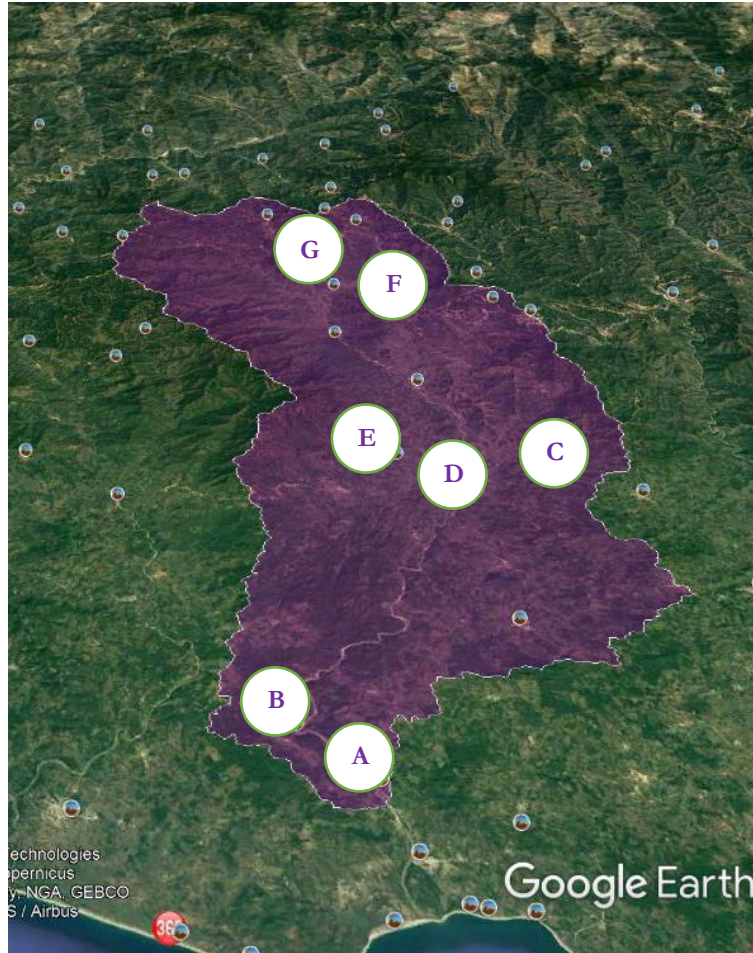 G
F
E
C
D
B
A
echnologies
opernicus
y, NGA, GEBCO
S / Airbus
Google Earth